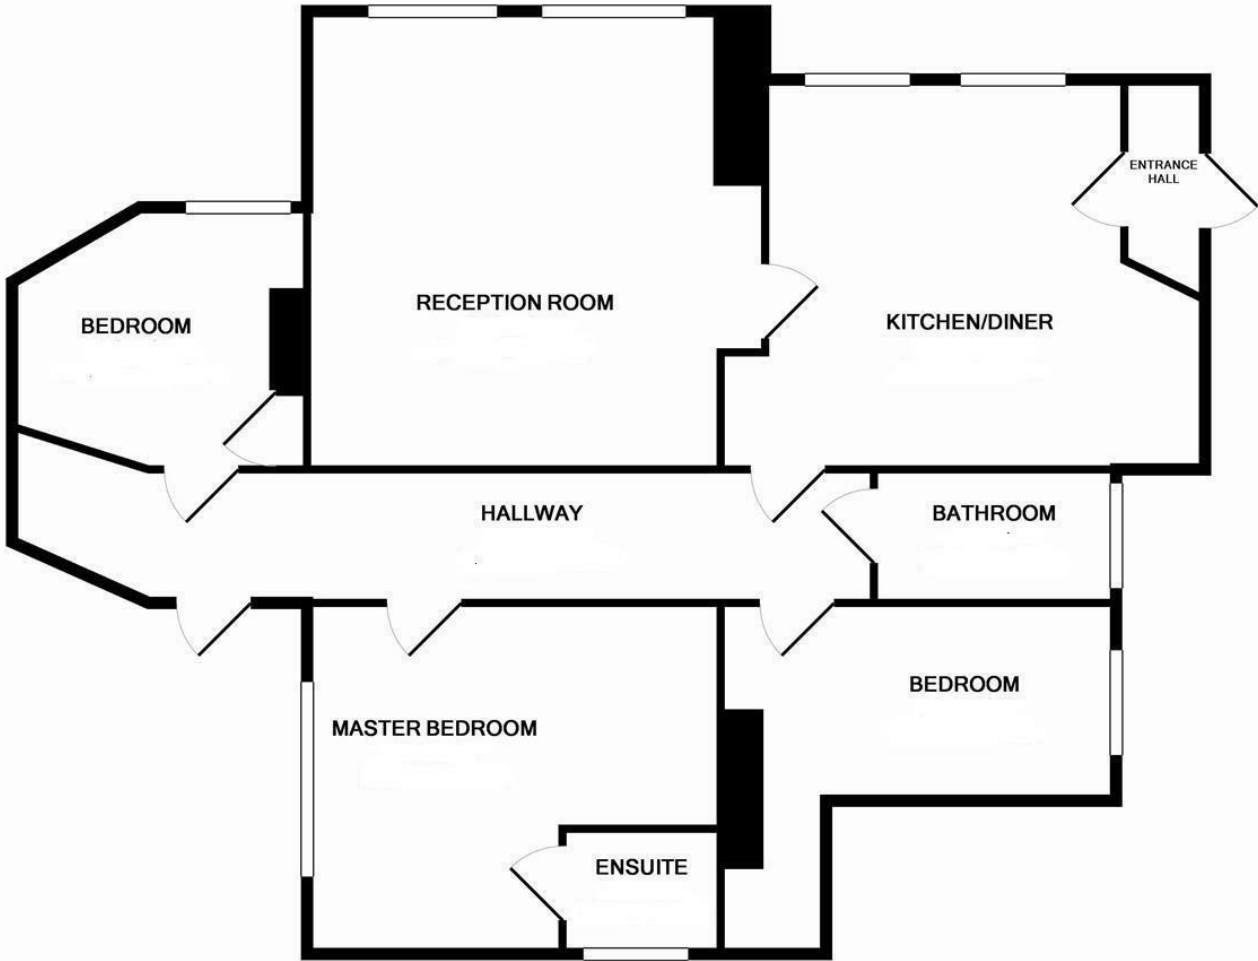 ENTRANCE
HALL
RECEPTION ROOM
BEDROOM
KITCHEN/DINER
HALLWAY
BATHROOM
BEDROOM
MASTER BEDROOM
ENSUITE